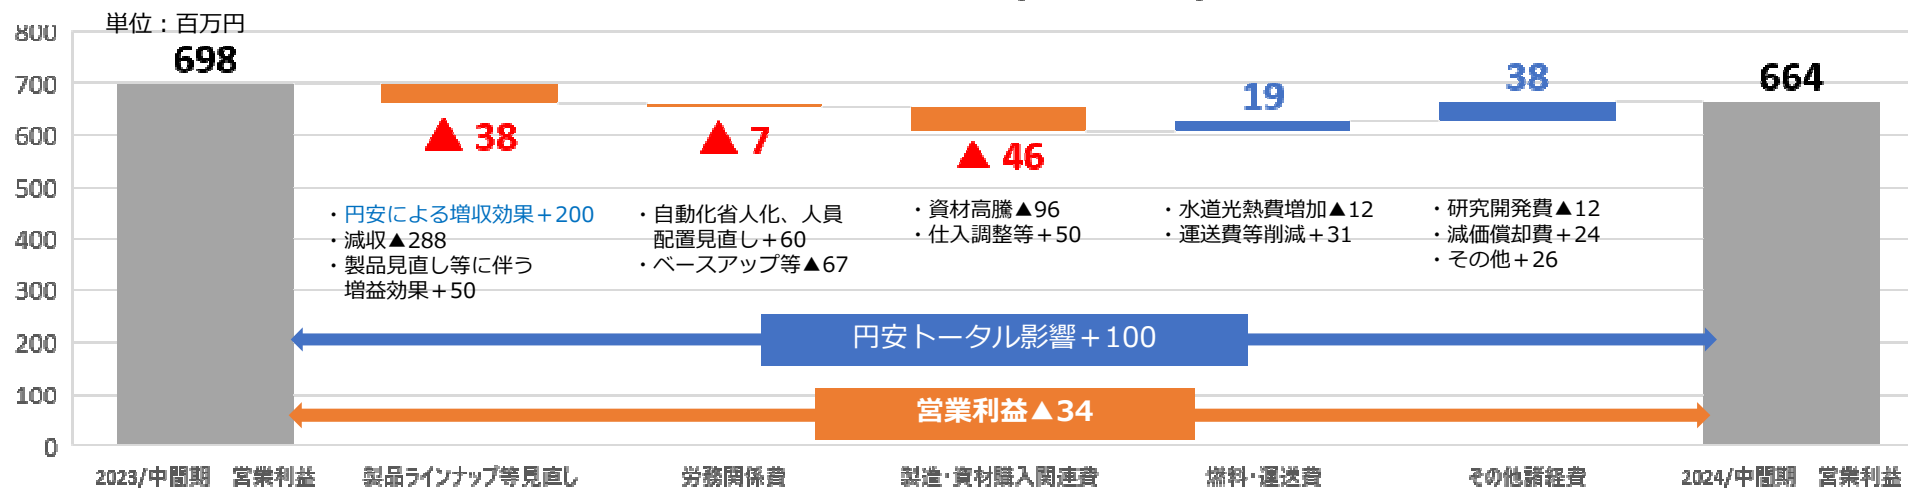 単位：百万円
800
700
600
500
400
300
200
100
0
698
▲ 38
▲ 7
▲ 46
19
38
664
・円安による増収効果＋200
・減収▲288
・製品見直し等に伴う
増益効果＋50
・自動化省人化、人員
配置見直し＋60
・ベースアップ等▲67
・資材高騰▲96
・仕入調整等＋50
・水道光熱費増加▲12
・運送費等削減＋31
・研究開発費▲12
・減価償却費＋24
・その他＋26
円安トータル影響＋100
営業利益▲34
2023/中間期　営業利益
製品ラインナップ等見直し
労務関係費
製造・資材購入関連費
燃料・運送費
その他諸経費
2024/中間期　営業利益